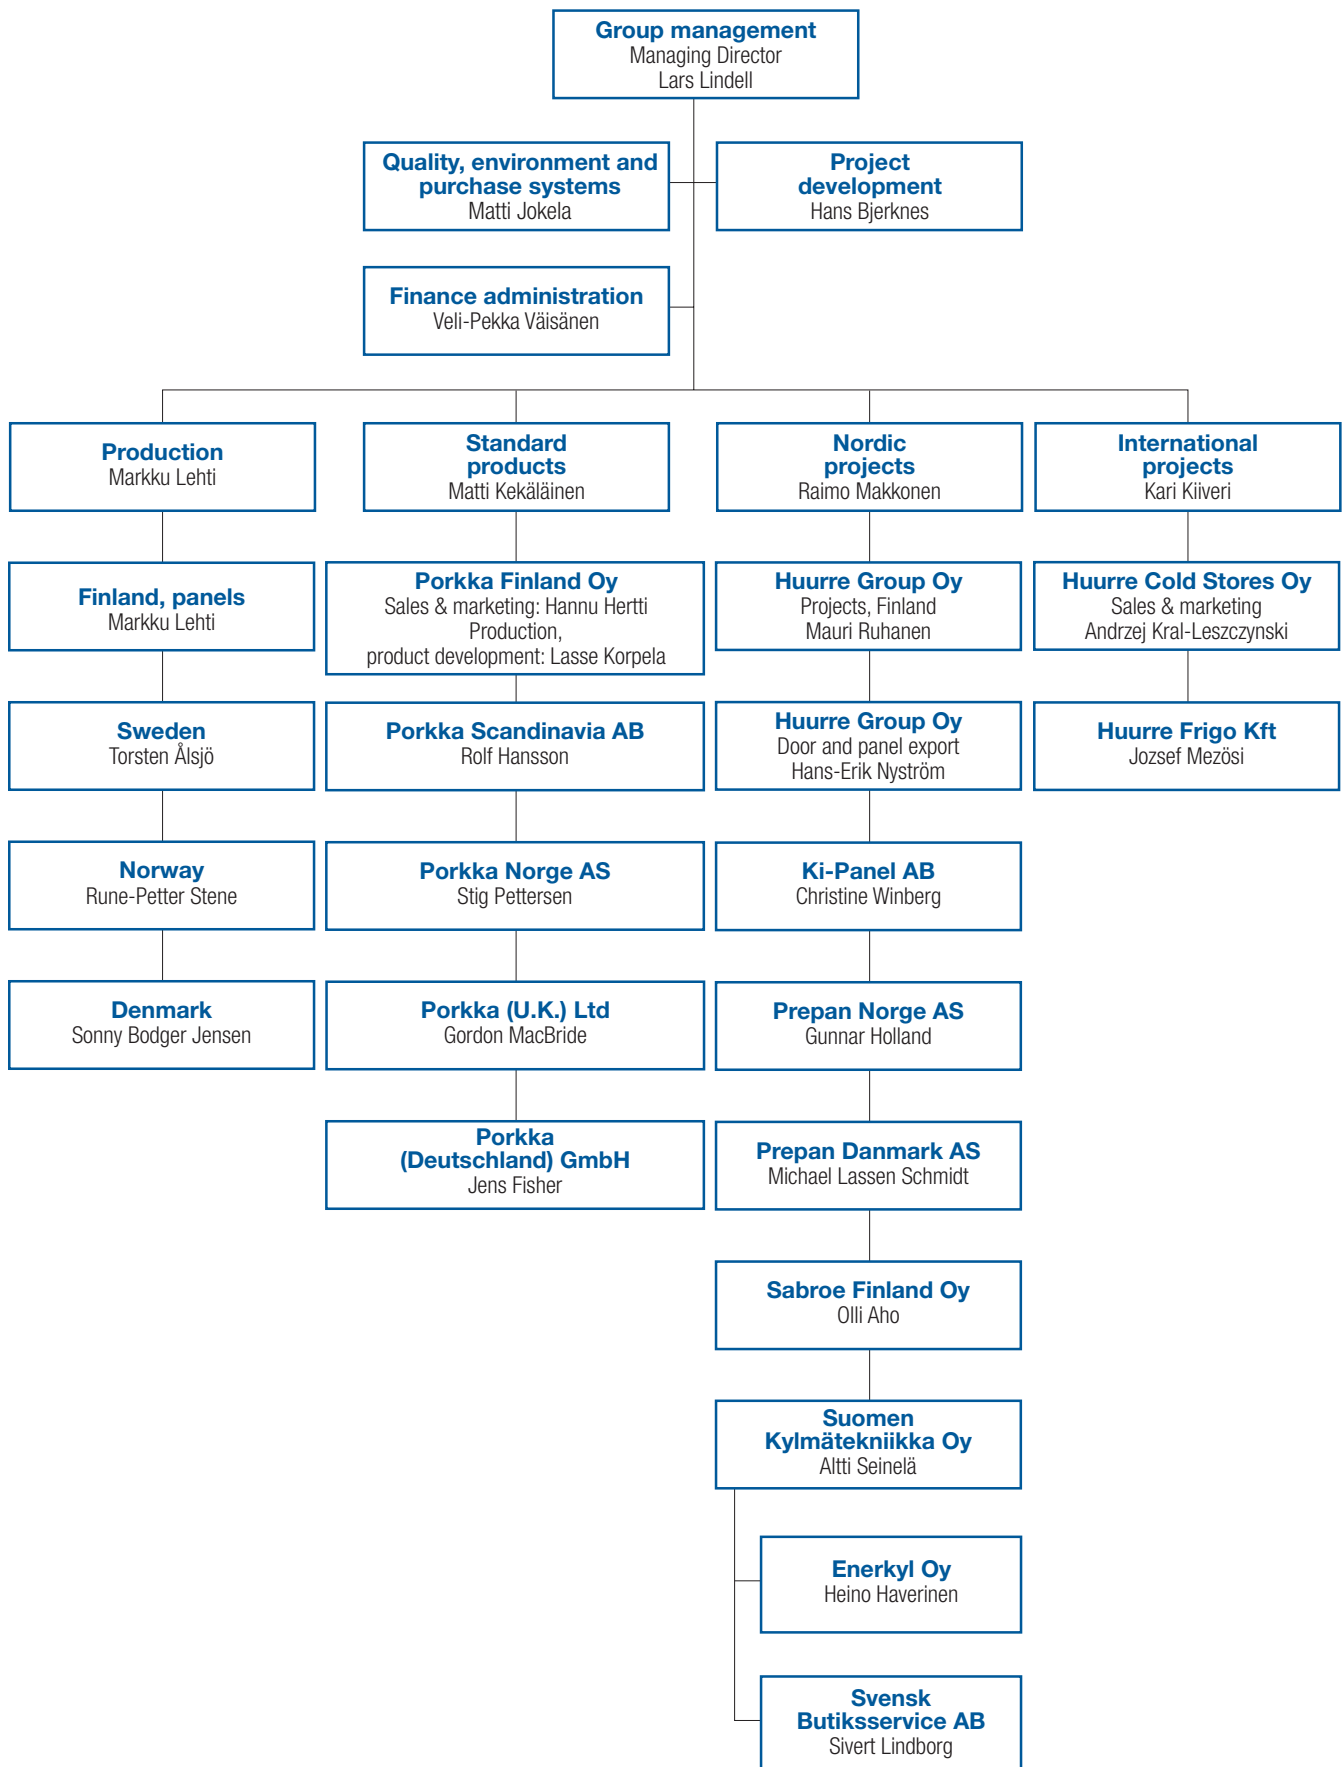 Group management
Managing Director
Lars Lindell
Quality, environment and
purchase systems
Matti Jokela
Project
development
Hans Bjerknes
Finance administration
Veli-Pekka Väisänen
Production
Markku Lehti
Standard
products
Matti Kekäläinen
Nordic
projects
Raimo Makkonen
International
projects
Kari Kiiveri
Finland, panels
Markku Lehti
Porkka Finland Oy
Sales & marketing: Hannu Hertti
Production,
product development: Lasse Korpela
Huurre Group Oy
Projects, Finland
Mauri Ruhanen
Huurre Cold Stores Oy
Sales & marketing
Andrzej Kral-Leszczynski
Sweden
Torsten Ålsjö
Porkka Scandinavia AB
Rolf Hansson
Huurre Group Oy
Door and panel export
Hans-Erik Nyström
Huurre Frigo Kft
Jozsef Mezösi
Norway
Rune-Petter Stene
Porkka Norge AS
Stig Pettersen
Ki-Panel AB
Christine Winberg
Denmark
Sonny Bodger Jensen
Porkka (U.K.) Ltd
Gordon MacBride
Prepan Norge AS
Gunnar Holland
Porkka
(Deutschland) GmbH
Jens Fisher
Prepan Danmark AS
Michael Lassen Schmidt
Sabroe Finland Oy
Olli Aho
Suomen
Kylmätekniikka Oy
Altti Seinelä
Enerkyl Oy
Heino Haverinen
Svensk
Butiksservice AB
Sivert Lindborg